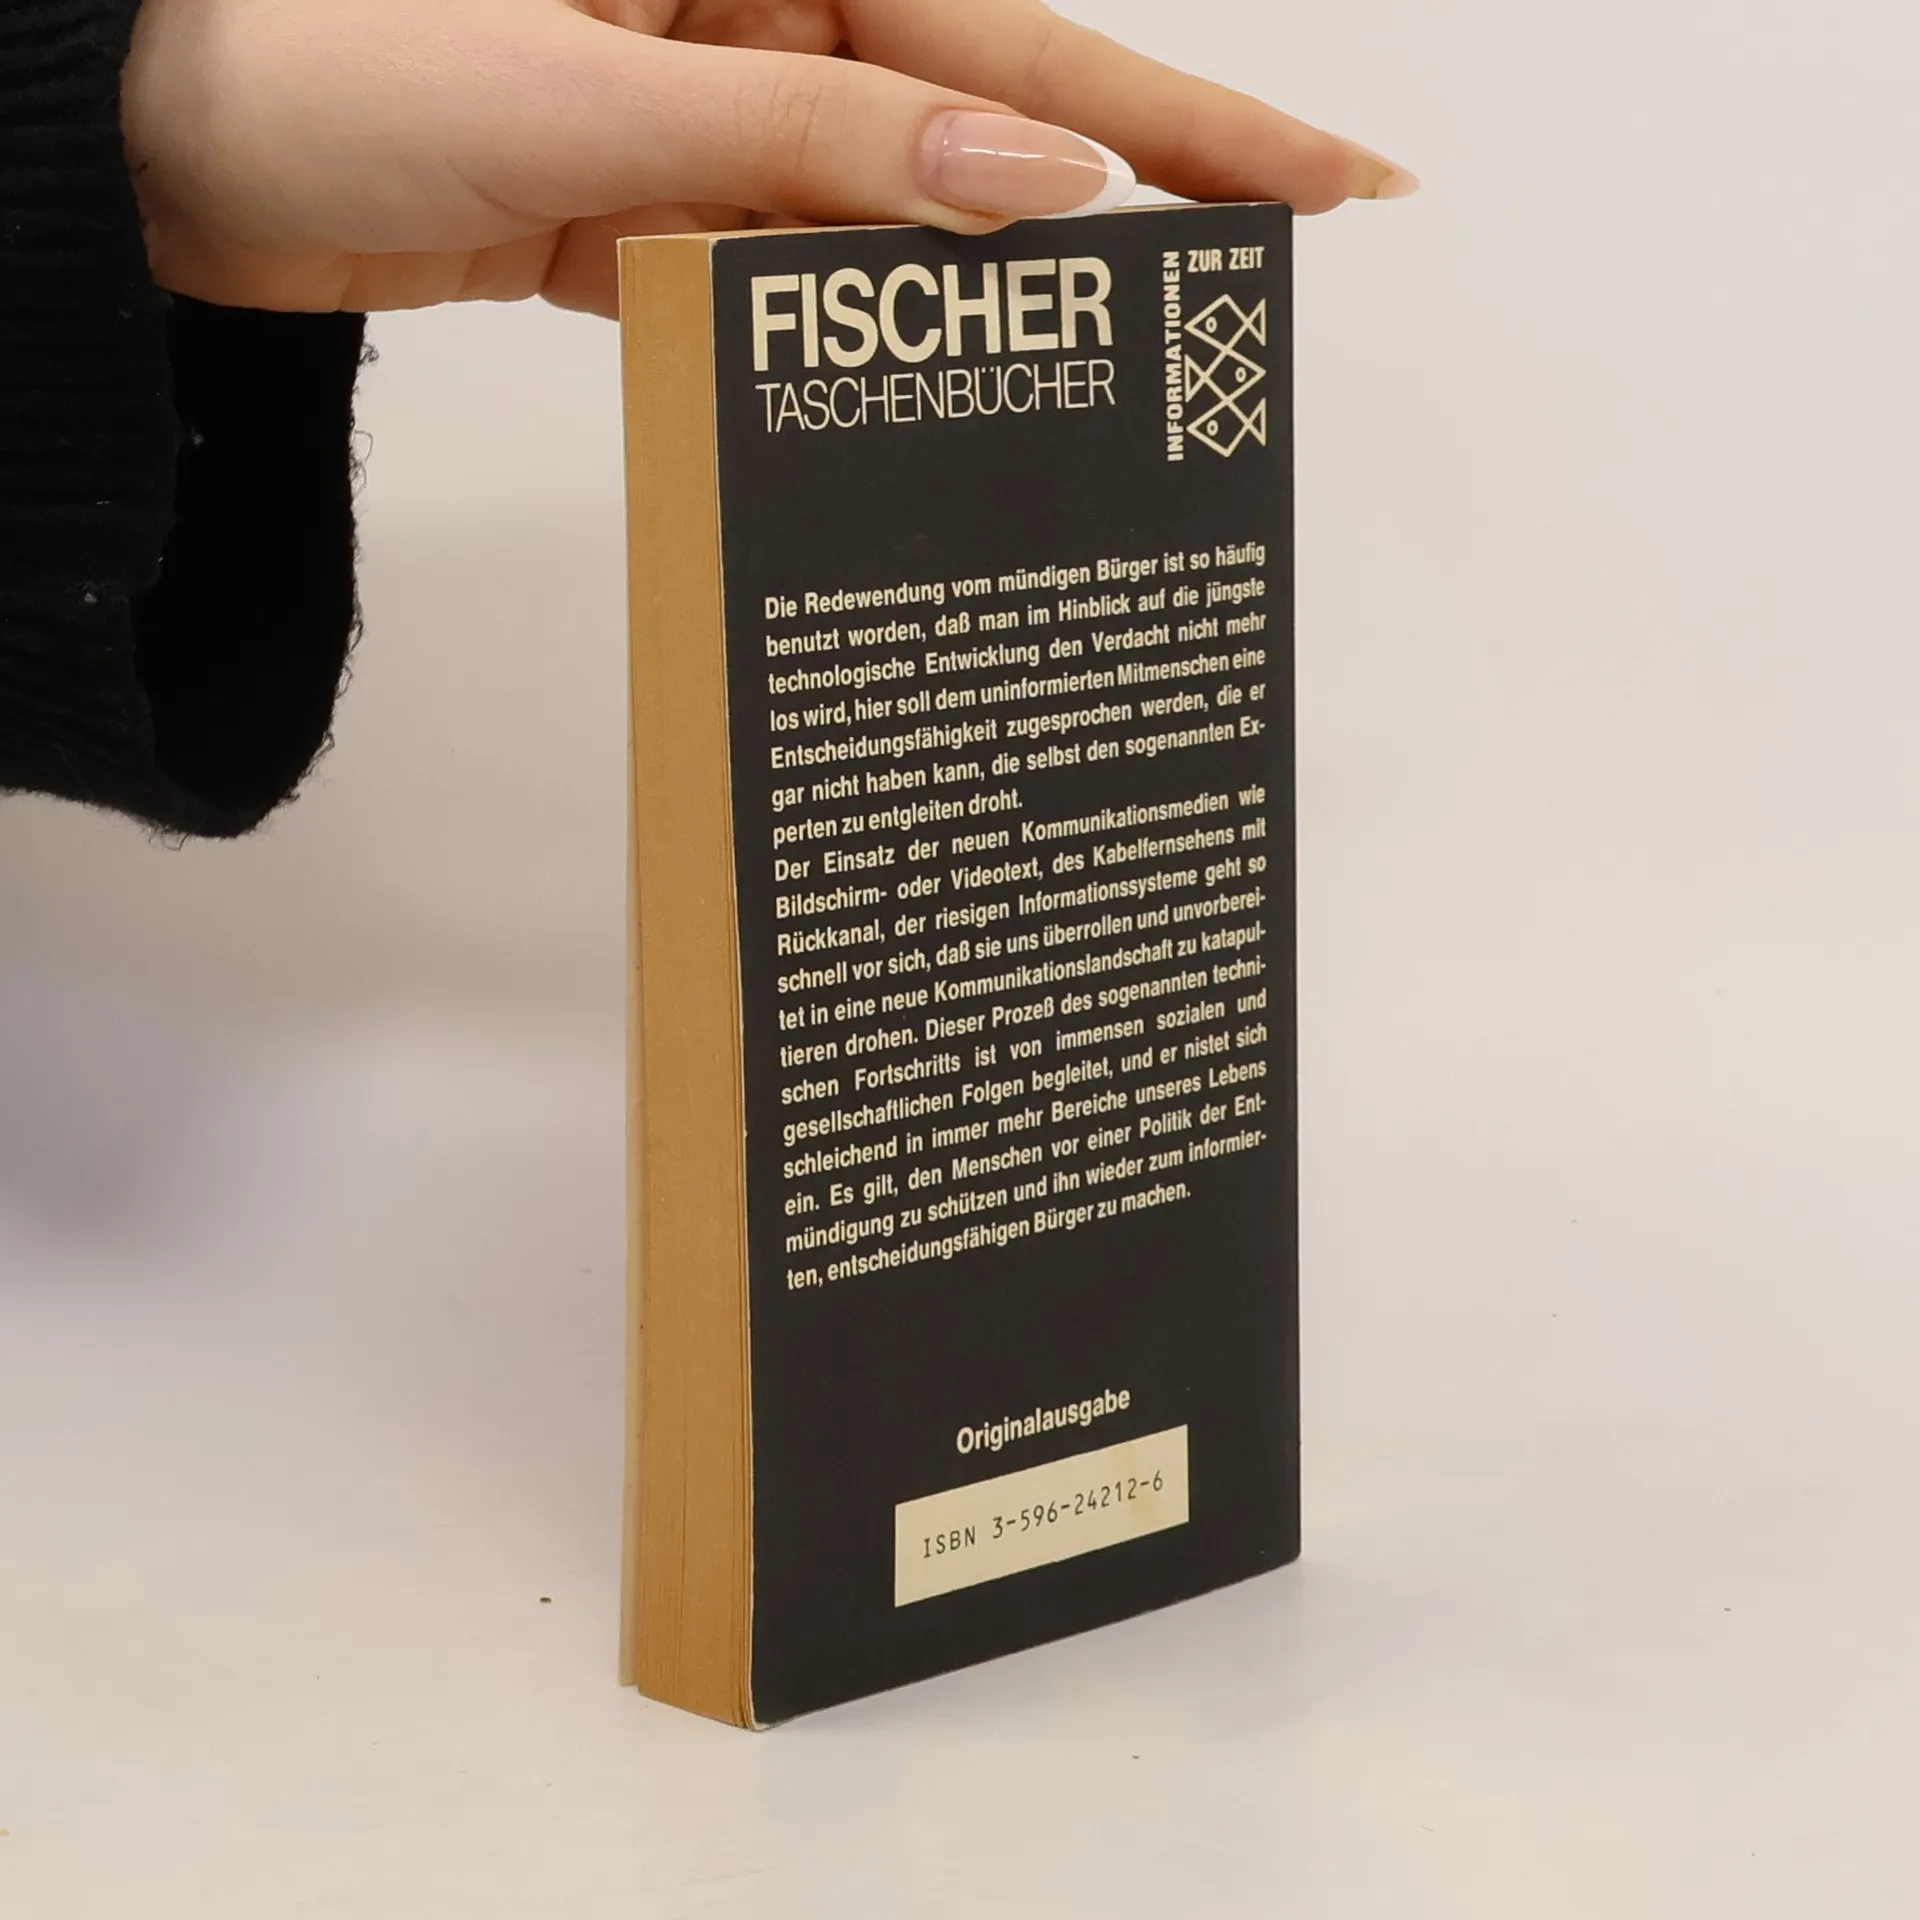 FISCHER
TASCHENBÜCHER
INFORMATIONEN
ZUR ZEIT
Die Redewendung vom mündigen Bürger ist so häufig
benutzt worden, daß man im Hinblick auf die jüngste
technologische Entwicklung den Verdacht nicht mehr
los wird, hier soll dem uninformierten Mitmenschen eine
Entscheidungsfähigkeit zugesprochen werden, die er
gar nicht haben kann, die selbst den sogenannten Ex-
perten zu entgleiten droht.
Der Einsatz der neuen Kommunikationsmedien wie
Bildschirm- oder Videotext, des Kabelfernsehens mit
Rückkanal, der riesigen Informationssysteme geht so
schnell vor sich, daß sie uns überrollen und unvorberei-
tet in eine neue Kommunikationslandschaft zu katapul-
tieren drohen. Dieser Prozeß des sogenannten techni-
schen Fortschritts ist von immensen sozialen und
gesellschaftlichen Folgen begleitet, und er nistet sich
schleichend in immer mehr Bereiche unseres Lebens
ein. Es gilt, den Menschen vor einer Politik der Ent-
mündigung zu schützen und ihn wieder zum informier-
ten, entscheidungsfähigen Bürger zu machen.
Originalausgabe
ISBN 3-596-24212-6